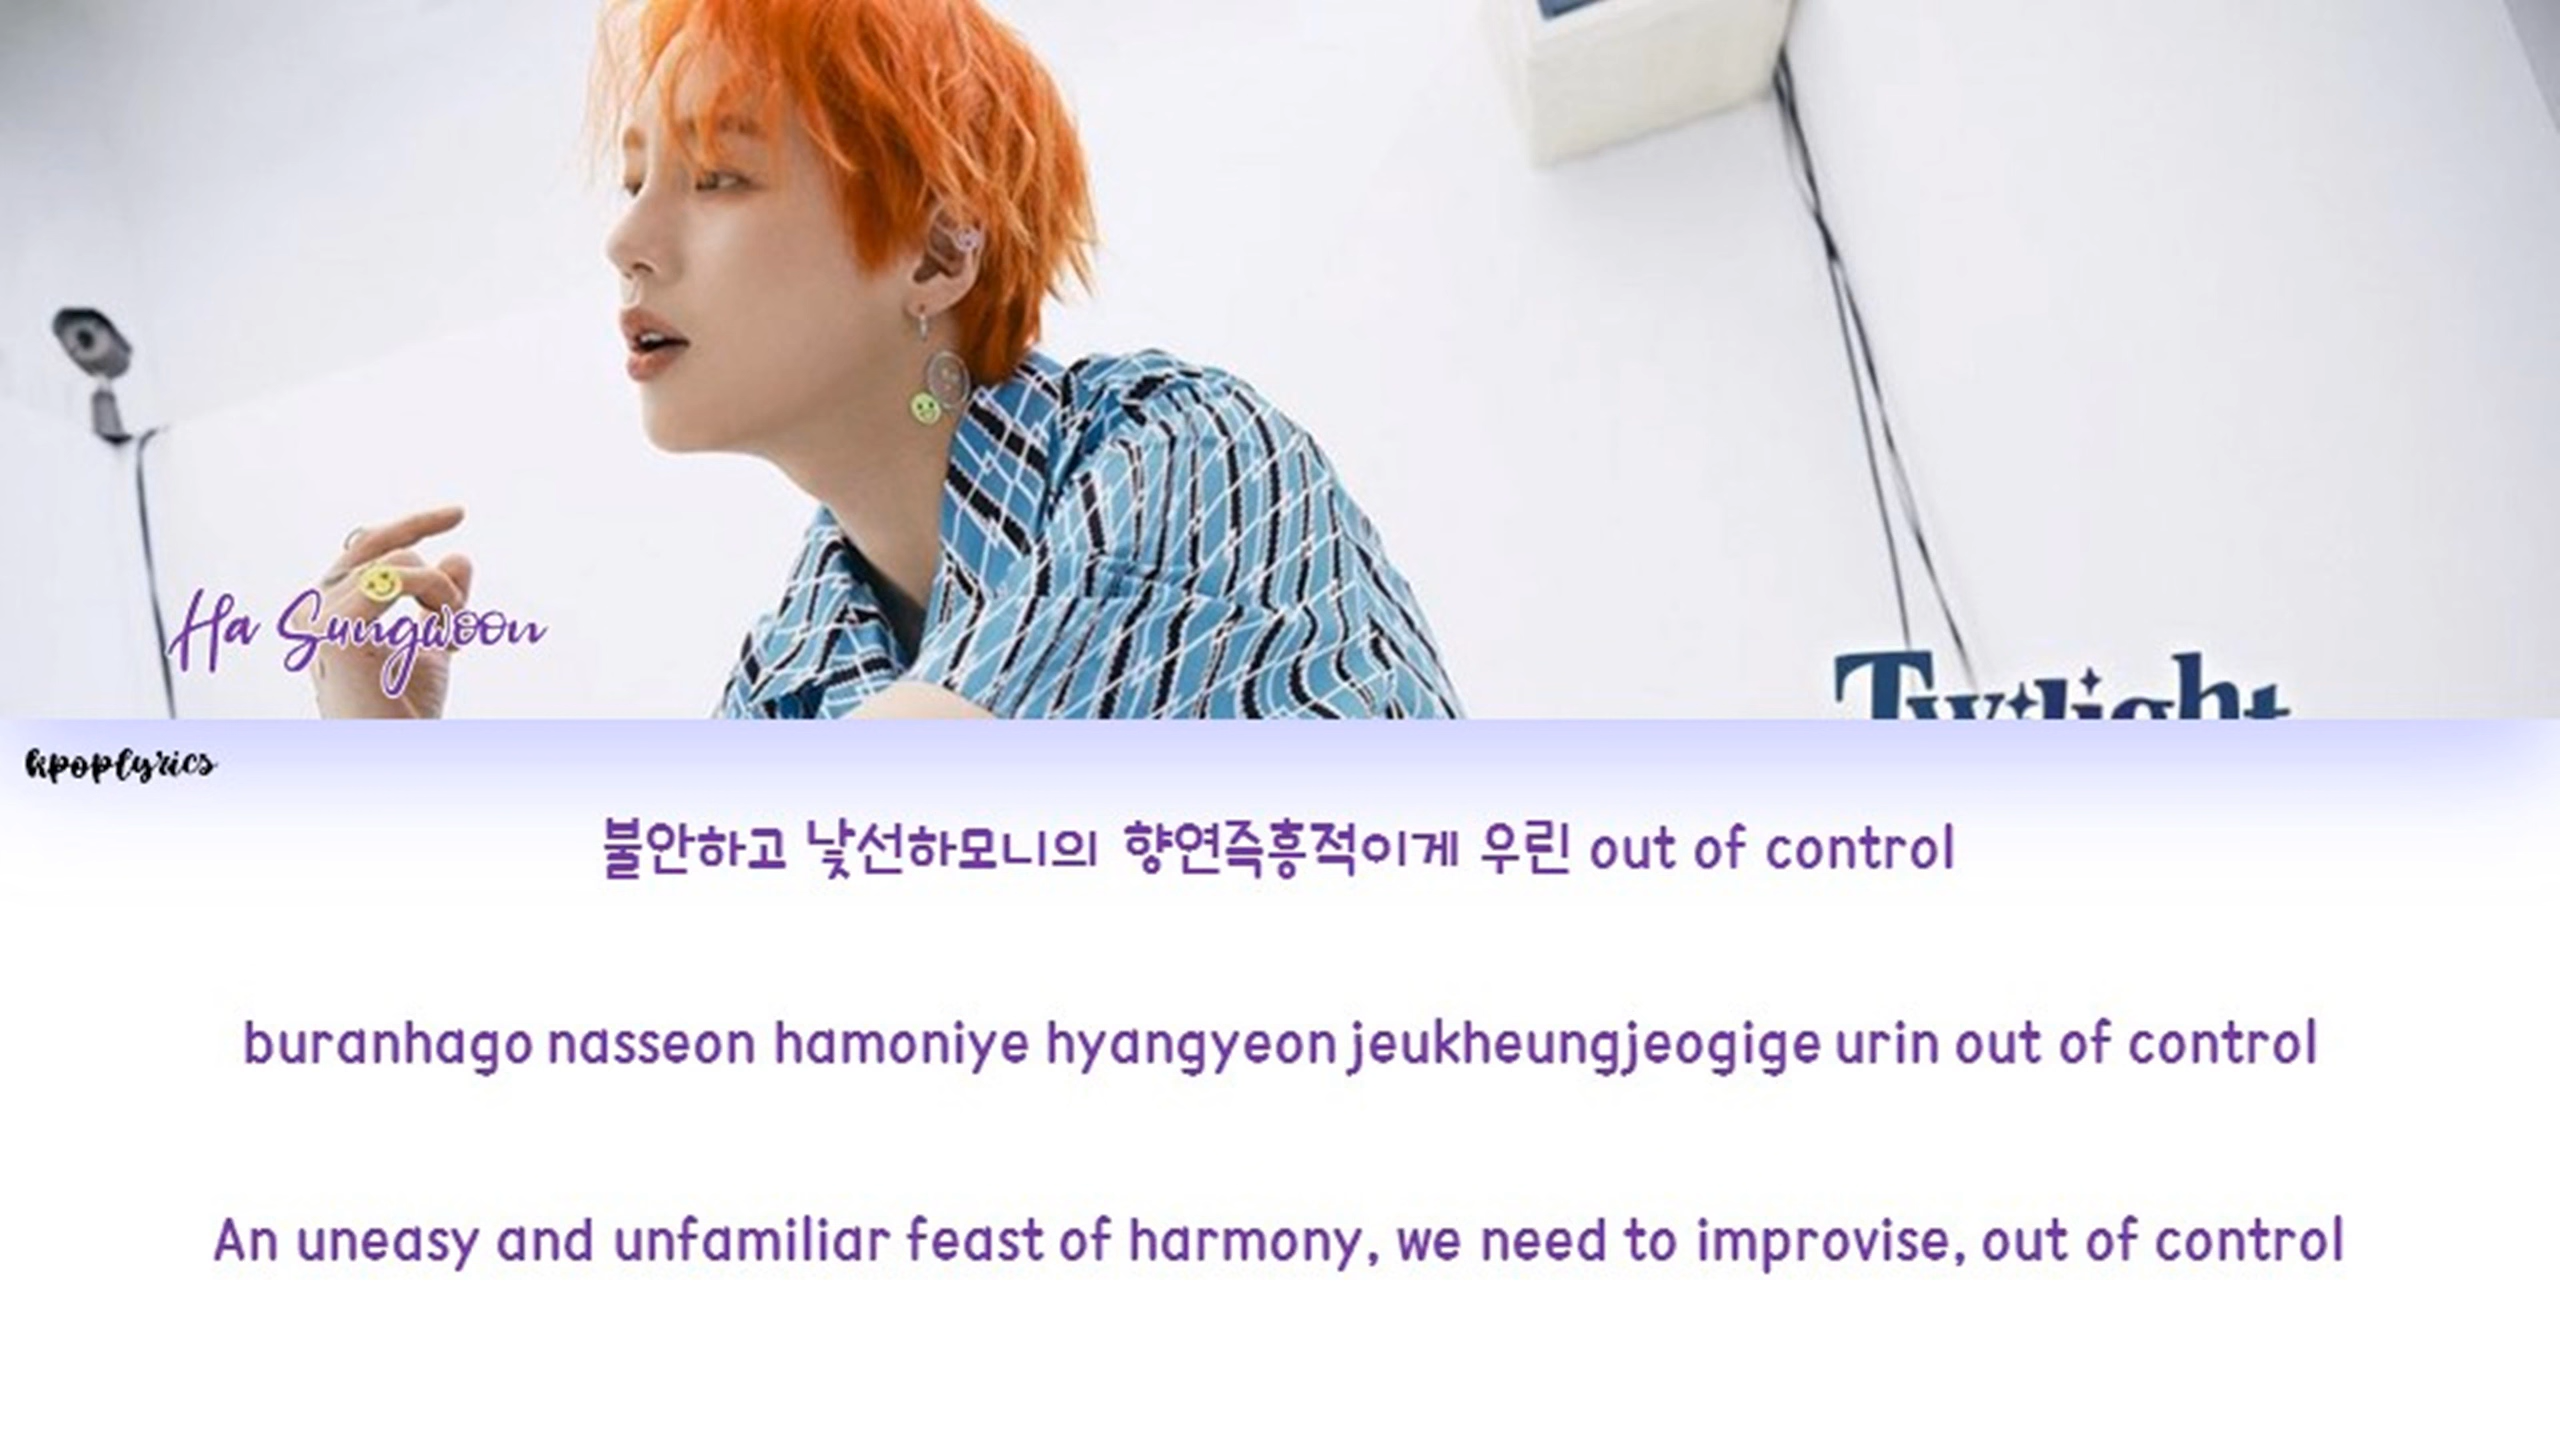 Ha Sungwoon
Twilight
kpoplyrics
불안하고 낯선하모니의 향연즉흥적이게 우린 out of control
buranhago nasseon hamoniye hyangyeon jeukheungjeogige urin out of control
An uneasy and unfamiliar feast of harmony, we need to improvise, out of control